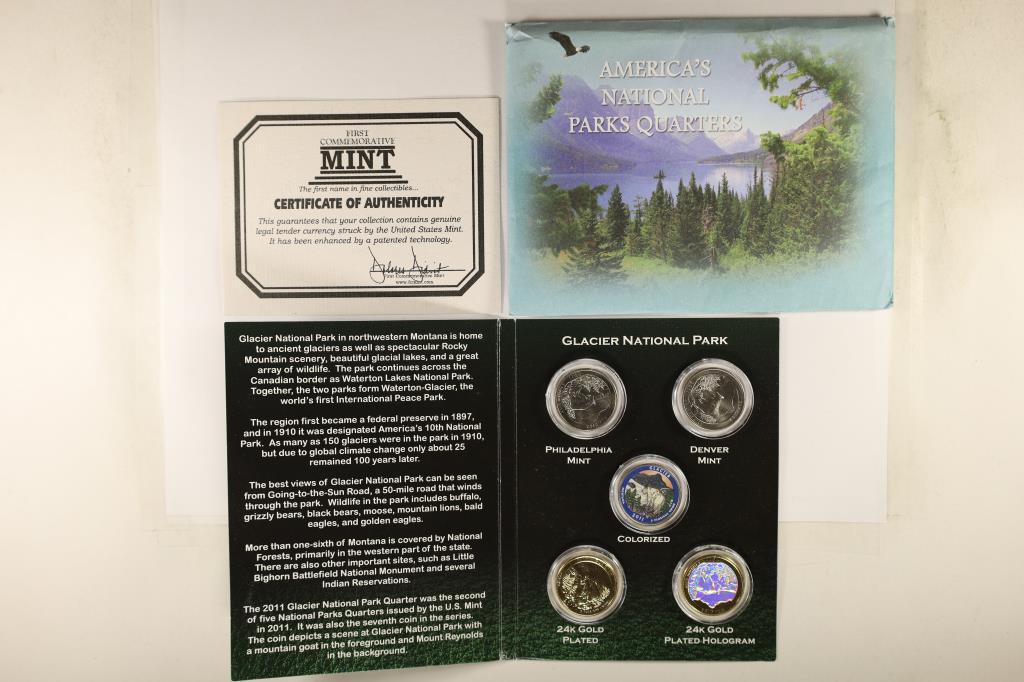 FIRST
COMMEMORATIVE
MINT
The first name in fine collectibles...
CERTIFICATE OF AUTHENTICITY
This guarantees that your collection contains genuine
legal tender currency struck by the United States Mint.
It has been enhanced by a patented technology.
First Commemorative Mint
AMERICA'S
NATIONAL
PARKS QUARTERS
Glacier National Park in northwestern Montana is home
to ancient glaciers as well as spectacular Rocky
Mountain scenery, beautiful glacial lakes, and a great
array of wildlife. The park continues across the
Canadian border as Waterton Lakes National Park.
Together, the two parks form Waterton-Glacier, the
world's first International Peace Park.
The region first became a federal preserve in 1897,
and in 1910 it was designated America's 10th National
Park. As many as 150 glaciers were in the park in 1910,
but due to global climate change only about 25
remained 100 years later.
The best views of Glacier National Park can be seen
from Going-to-the-Sun Road, a 50-mile road that winds
through the park. Wildlife in the park includes buffalo,
grizzly bears, black bears, moose, mountain lions, bald
eagles, and golden eagles.
More than one-sixth of Montana is covered by National
Forests, primarily in the western part of the state.
There are also other important sites, such as Little
Bighorn Battlefield National Monument and several
Indian Reservations.
The 2011 Glacier National Park Quarter was the second
of five National Parks Quarters issued by the U.S. Mint
in 2011. It was also the seventh coin in the series.
The coin depicts a scene at Glacier National Park with
a mountain goat in the foreground and Mount Reynolds
in the background.
GLACIER NATIONAL PARK
PHILADELPHIA
MINT
DENVER
MINT
GLACIER
2011
COLORIZED
24K GOLD
PLATED
24K GOLD
PLATED HOLOGRAM